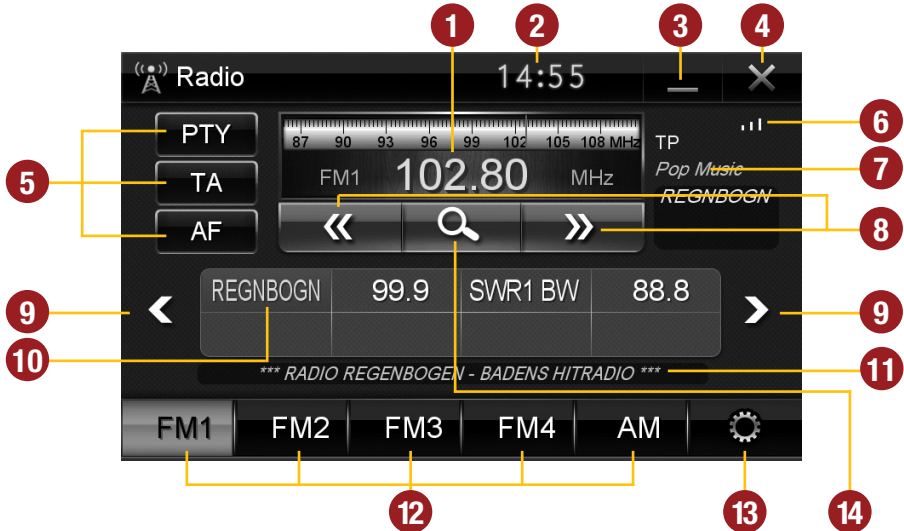 1 2 3 4
Radio 14:55
6
PTY 87 90 93 96 99 102 105 108 MHz TP
5 TA FM1 102.80 MHz Pop Music 7
REGNBOGN
AF 8
9 REGNBOGN 99.9 SWR1 BW 88.8 9
10
*** RADIO REGENBOGEN - BADENS HITRADIO *** 11
FM1 FM2 FM3 FM4 AM
12 13 14